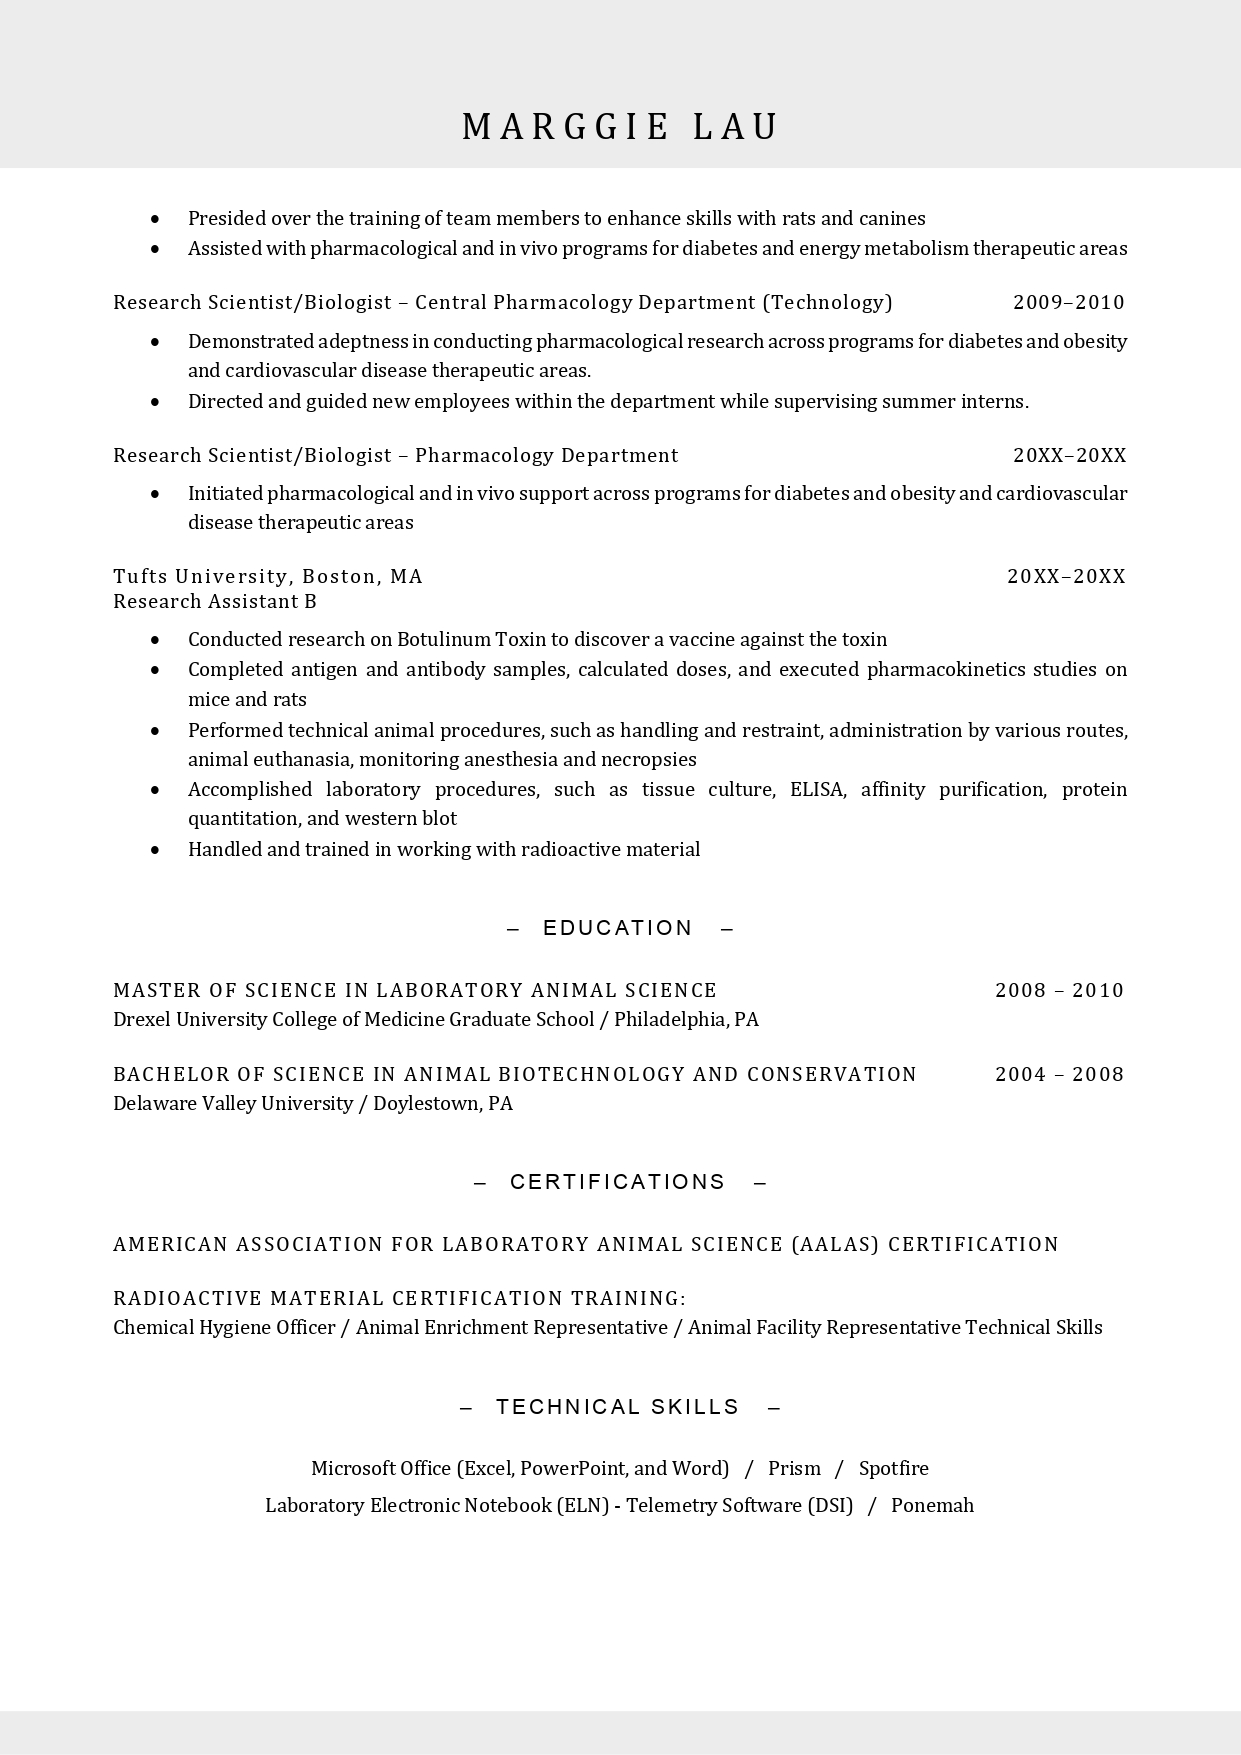 MARGGIE LAU
• Presided over the training of team members to enhance skills with rats and canines
• Assisted with pharmacological and in vivo programs for diabetes and energy metabolism therapeutic areas
Research Scientist/Biologist – Central Pharmacology Department (Technology) 2009–2010
• Demonstrated adeptness in conducting pharmacological research across programs for diabetes and obesity
and cardiovascular disease therapeutic areas.
• Directed and guided new employees within the department while supervising summer interns.
Research Scientist/Biologist – Pharmacology Department 20XX–20XX
• Initiated pharmacological and in vivo support across programs for diabetes and obesity and cardiovascular
disease therapeutic areas
Tufts University, Boston, MA 20XX–20XX
Research Assistant B
• Conducted research on Botulinum Toxin to discover a vaccine against the toxin
• Completed antigen and antibody samples, calculated doses, and executed pharmacokinetics studies on
mice and rats
• Performed technical animal procedures, such as handling and restraint, administration by various routes,
animal euthanasia, monitoring anesthesia and necropsies
• Accomplished laboratory procedures, such as tissue culture, ELISA, affinity purification, protein
quantitation, and western blot
• Handled and trained in working with radioactive material
– EDUCATION –
MASTER OF SCIENCE IN LABORATORY ANIMAL SCIENCE 2008 – 2010
Drexel University College of Medicine Graduate School / Philadelphia, PA
BACHELOR OF SCIENCE IN ANIMAL BIOTECHNOLOGY AND CONSERVATION 2004 – 2008
Delaware Valley University / Doylestown, PA
– CERTIFICATIONS –
AMERICAN ASSOCIATION FOR LABORATORY ANIMAL SCIENCE (AALAS) CERTIFICATION
RADIOACTIVE MATERIAL CERTIFICATION TRAINING:
Chemical Hygiene Officer / Animal Enrichment Representative / Animal Facility Representative Technical Skills
– TECHNICAL SKILLS –
Microsoft Office (Excel, PowerPoint, and Word) / Prism / Spotfire
Laboratory Electronic Notebook (ELN) - Telemetry Software (DSI) / Ponemah